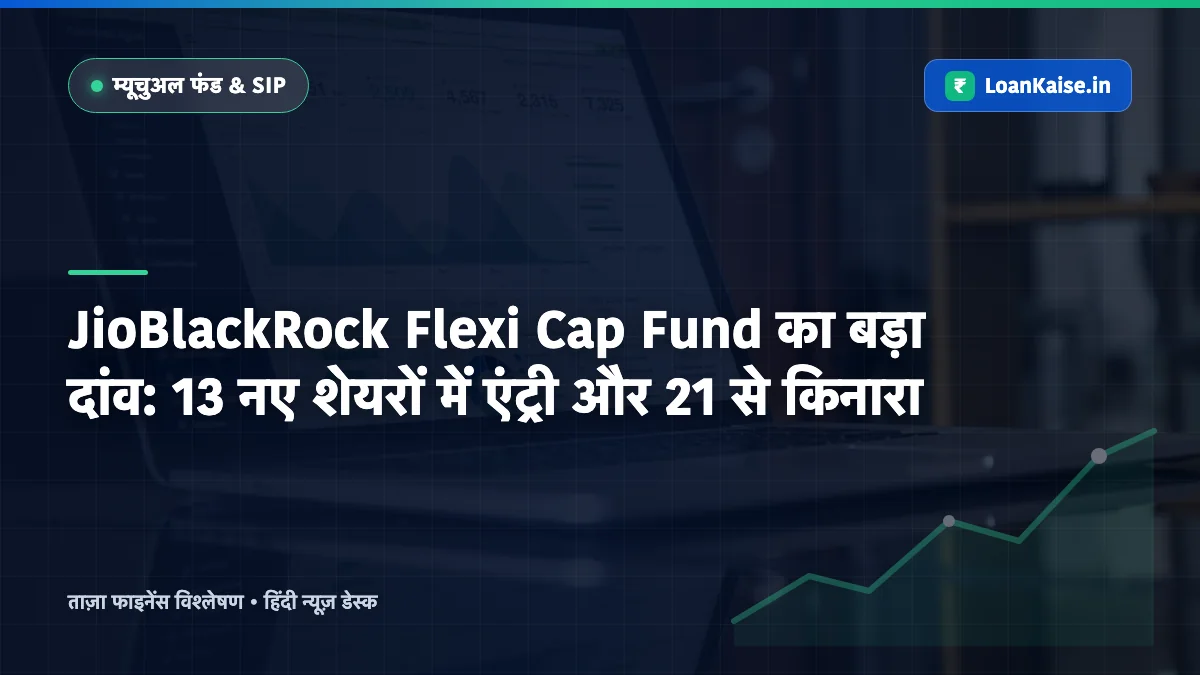 म्यूचुअल फंड & SIP
₹ LoanKaise.in
JioBlackRock Flexi Cap Fund का बड़ा
दांव: 13 नए शेयरों में एंट्री और 21 से किनारा
ताज़ा फाइनेंस विश्लेषण • हिंदी न्यूज़ डेस्क